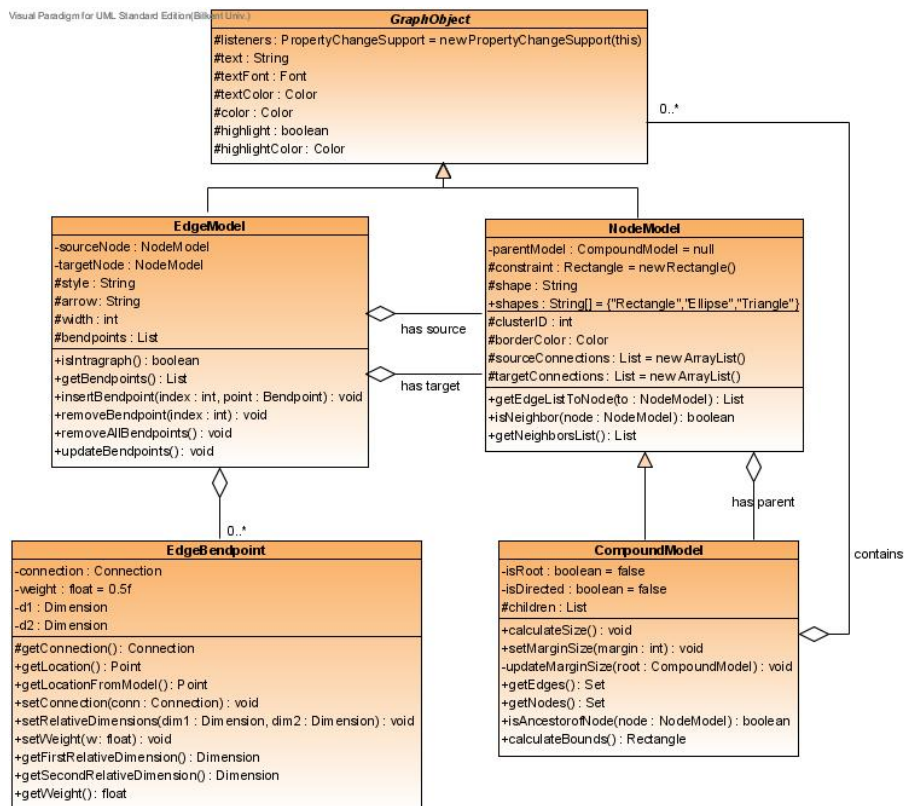 Visual Paradigm for UML Standard Edition(Bilkent Univ.)
GraphObject
#listeners : PropertyChangeSupport = newPropertyChangeSupport(this)
#text : String
#textFont : Font
#textColor : Color
#color : Color
#highlight : boolean
#highlightColor : Color
0..*
EdgeModel
-sourceNode : NodeModel
-targetNode : NodeModel
#style : String
#arrow : String
#width : int
#bendpoints : List
+isIntragraph() : boolean
+getBendpoints() : List
+insertBendpoint(index : int, point : Bendpoint) : void
+removeBendpoint(index : int) : void
+removeAllBendpoints() : void
+updateBendpoints() : void
has source
has target
NodeModel
-parentModel : CompoundModel = null
#constraint : Rectangle = newRectangle()
#shape : String
+shapes : String[] = {"Rectangle","Ellipse","Triangle"}
#clusterID : int
#borderColor : Color
#sourceConnections : List = new ArrayList()
#targetConnections : List = new ArrayList()
+getEdgeListToNode(to : NodeModel) : List
+isNeighbor(node : NodeModel) : boolean
+getNeighborsList() : List
has parent
0..*
contains
EdgeBendpoint
-connection : Connection
-weight : float = 0.5f
-d1 : Dimension
-d2 : Dimension
#getConnection() : Connection
+getLocation() : Point
+getLocationFromModel() : Point
+setConnection(conn : Connection) : void
+setRelativeDimensions(dim1 : Dimension, dim2 : Dimension) : void
+setWeight(w : float) : void
+getFirstRelativeDimension() : Dimension
+getSecondRelativeDimension() : Dimension
+getWeight() : float
CompoundModel
-isRoot : boolean = false
-isDirected : boolean = false
#children : List
+calculateSize() : void
+setMarginSize(margin : int) : void
-updateMarginSize(root : CompoundModel) : void
+getEdges() : Set
+getNodes() : Set
+isAncestorofNode(node : NodeModel) : boolean
+calculateBounds() : Rectangle